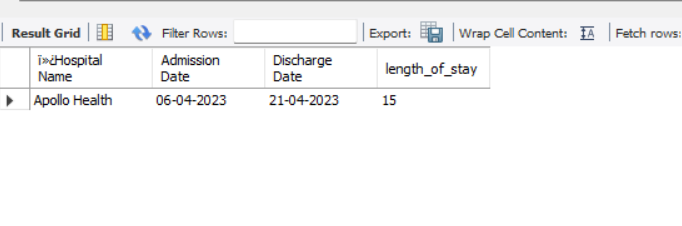 Result Grid Filter Rows: Export: Wrap Cell Content: IA Fetch rows:
ï»¿Hospital Name Admission Date Discharge Date length_of_stay
Apollo Health 06-04-2023 21-04-2023 15